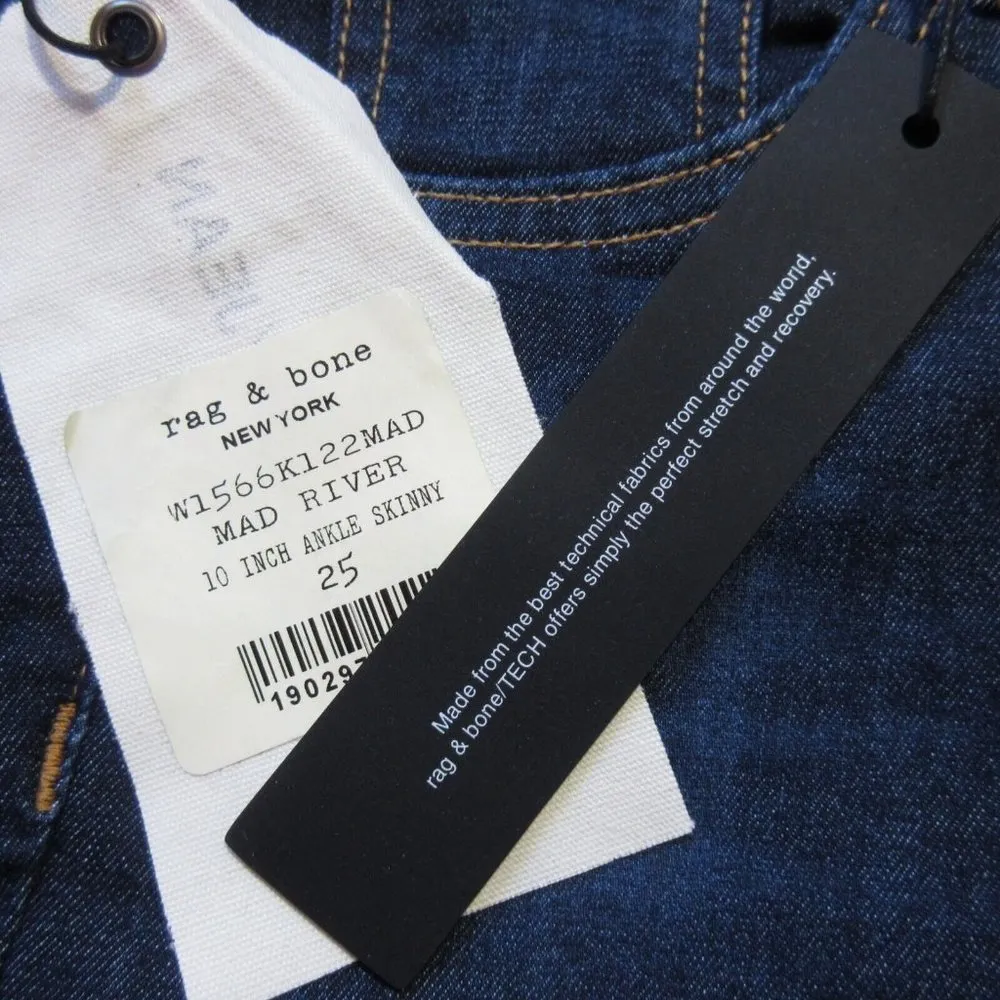 rag & bone
NEW YORK
W1566K122MAD
MAD RIVER
10 INCH ANKLE SKINNY
25
19029
Made from the best technical fabrics from around the world,
rag & bone/TECH offers simply the perfect stretch and recovery.